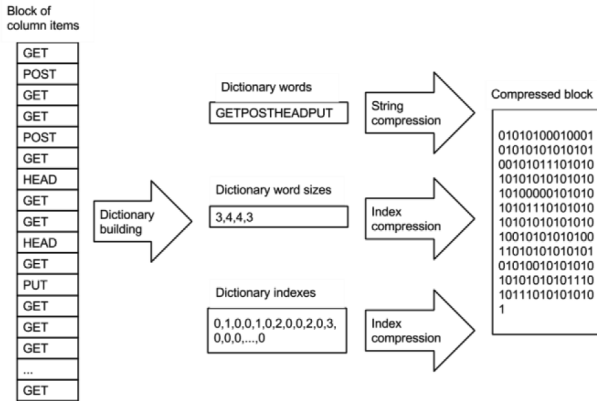 Block of
column items
GET
POST
GET
GET
POST
GET
HEAD
GET
GET
HEAD
GET
PUT
GET
GET
GET
...
GET
Dictionary
building
Dictionary words
GETPOSTHEADPUT
String
compression
Dictionary word sizes
3,4,4,3
Index
compression
Dictionary indexes
0,1,0,0,1,0,2,0,0,2,0,3,
0,0,0,...,0
Index
compression
Compressed block
01010100010001
01010101010101
00101011101010
10101010101010
10100000101010
10101110101010
10101010101010
10010101010100
11010101010101
01010010101010
10101010101110
10111010101010
1